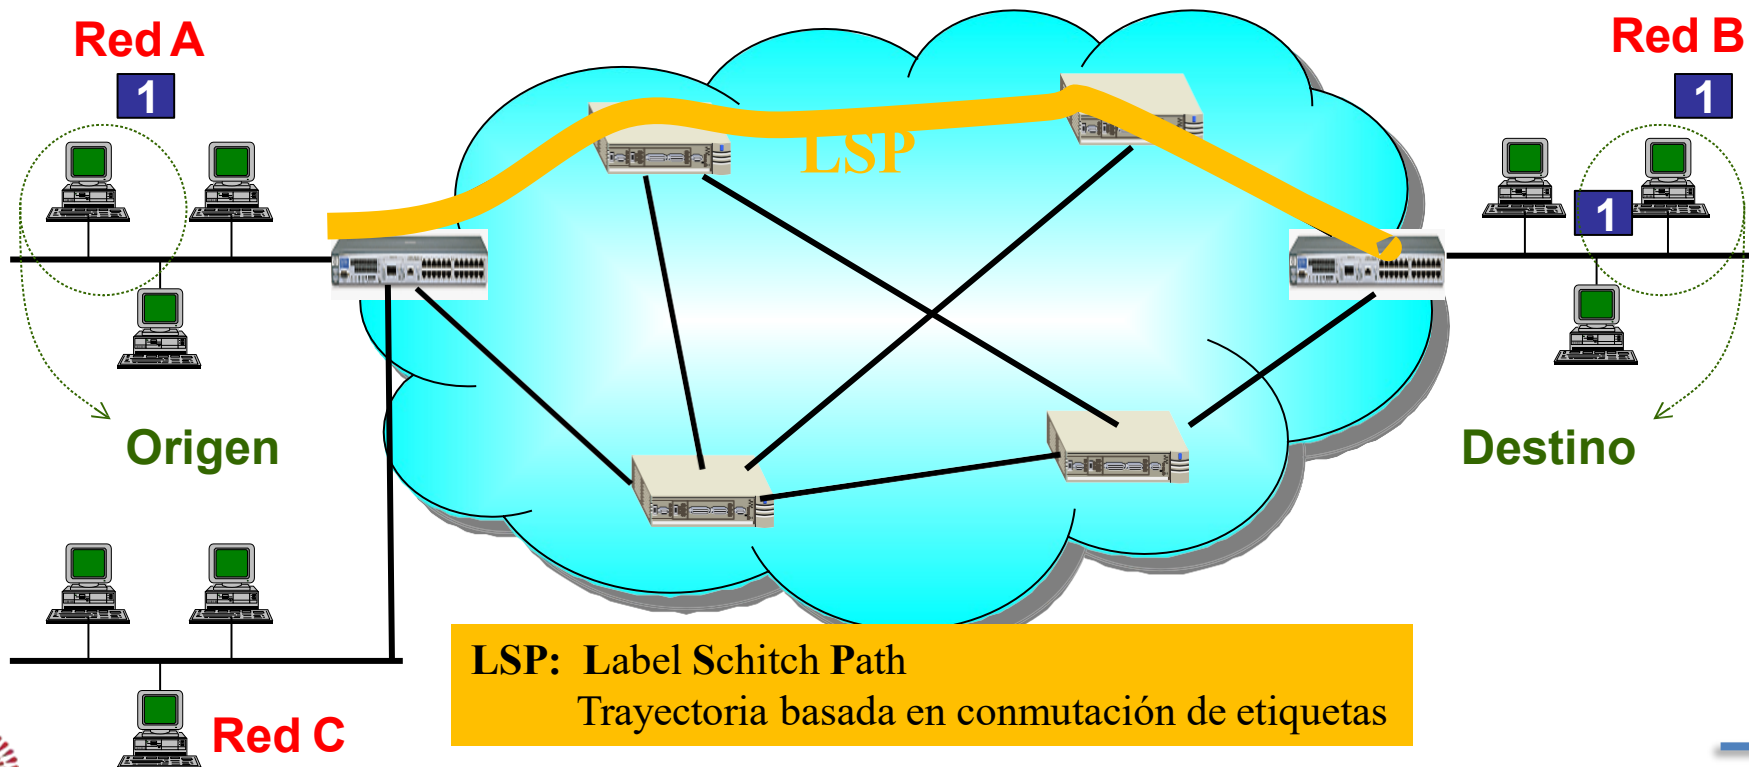 Red A
Red B
1
1
1
LSP
Origen
Destino
LSP: Label Schitch Path
Trayectoria basada en conmutación de etiquetas
Red C